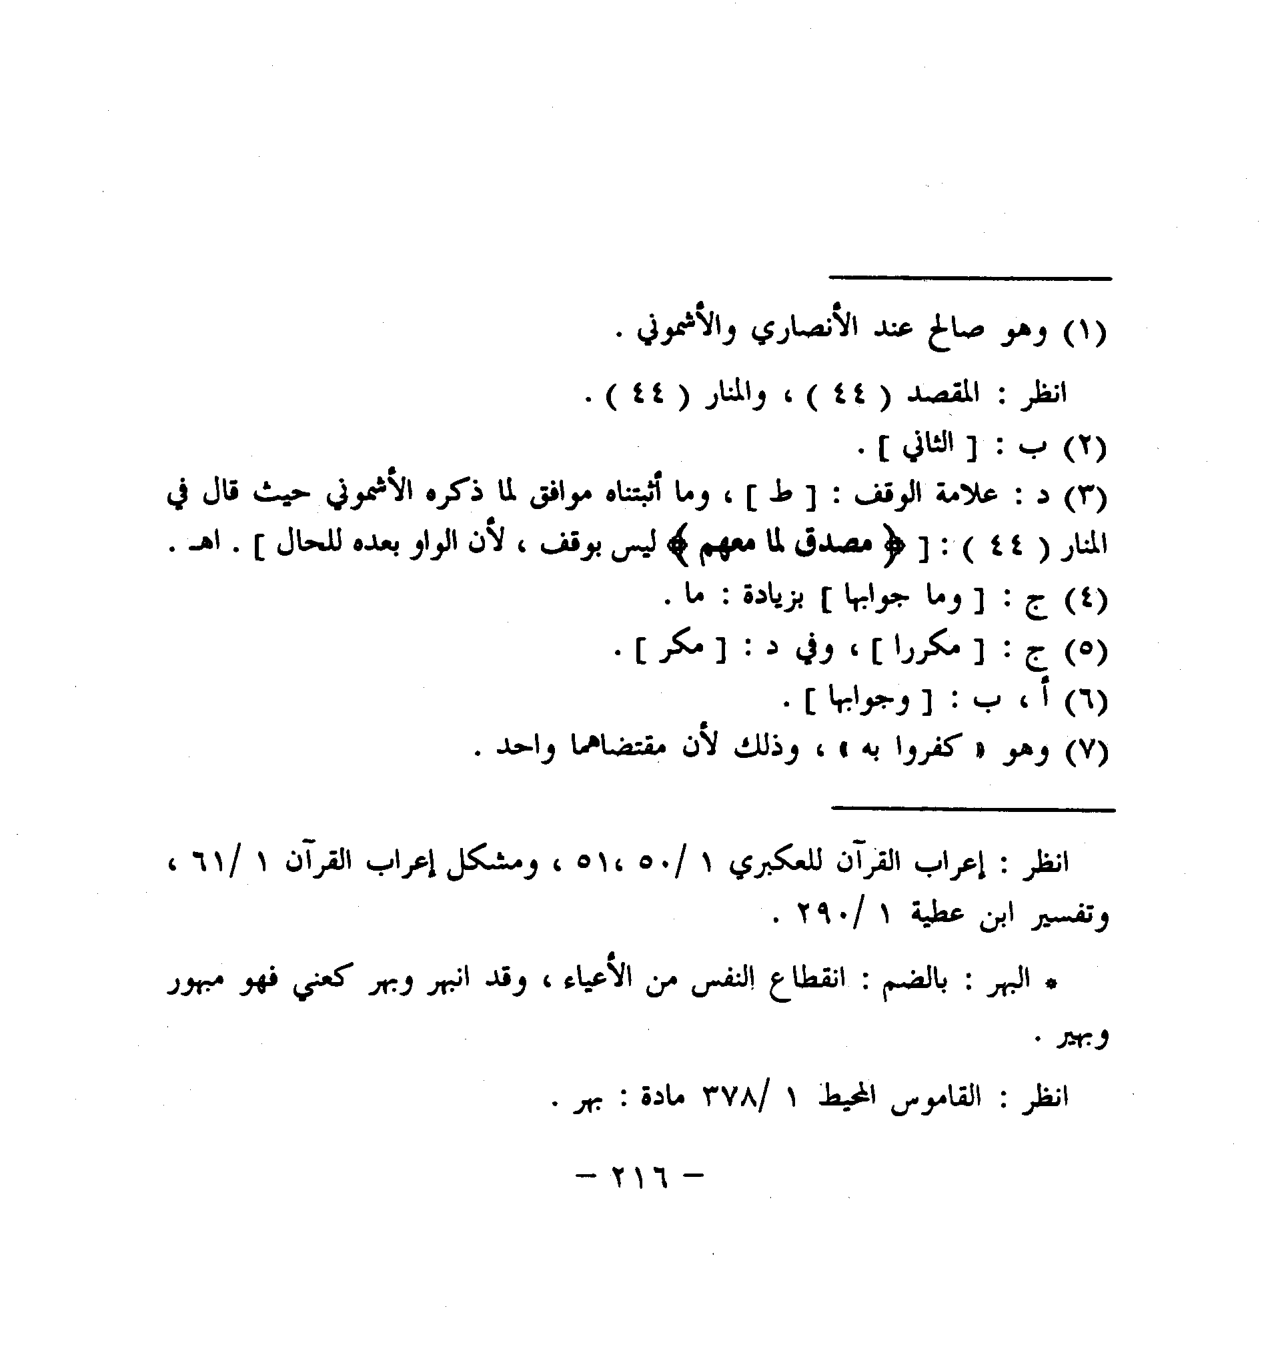 (١) وهو صالح عند الأنصاري والأشموني .
انظر : المقصد ( ٤٤ ) ، والمنار ( ٤٤ ) .
(٢) ب : [ الثاني ] .
(٣) د : علامة الوقف : [ ط ] ، وما أثبتناه موافق لما ذكره الأشموني حيث قال في
المنار ( ٤٤ ) : [ ﴿ مصدق لما معهم ﴾ ليس بوقف ، لأن الواو بعده للحال ] . اهـ .
(٤) ج : [ وما جوابها ] بزيادة : ما .
(٥) ج : [ مكررا ] ، وفي د : [ مكر ] .
(٦) أ ، ب : [ وجوابها ] .
(٧) وهو « كفروا به » ، وذلك لأن مقتضاهما واحد .
انظر : إعراب القرآن للعكبري ١ /٥٠ ،٥١ ، ومشكل إعراب القرآن ١ /٦١ ،
وتفسير ابن عطية ١ /٢٩٠ .
* البهر : بالضم : انقطاع النفس من الأعياء ، وقد انبهر وبهر كعني فهو مبهور
وبهير .
انظر : القاموس المحيط ١ /٣٧٨ مادة : بهر .
– ٢١٦ –